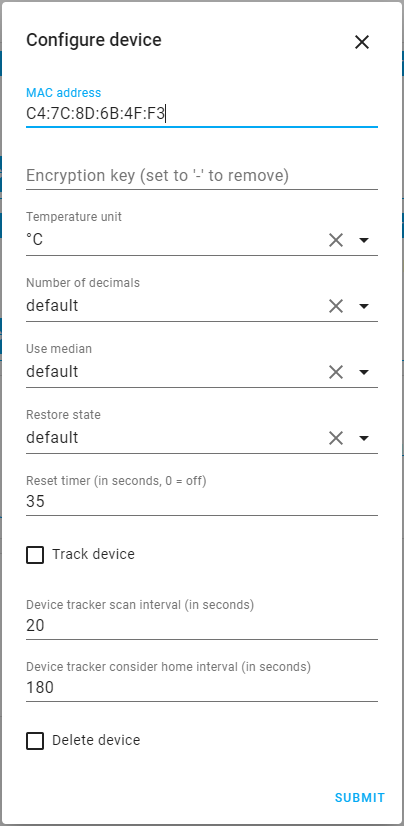 Configure device
MAC address
C4:7C:8D:6B:4F:F3
Encryption key (set to '-' to remove)
Temperature unit
°C
Number of decimals
default
Use median
default
Restore state
default
Reset timer (in seconds, 0 = off)
35
Track device
Device tracker scan interval (in seconds)
20
Device tracker consider home interval (in seconds)
180
Delete device
SUBMIT